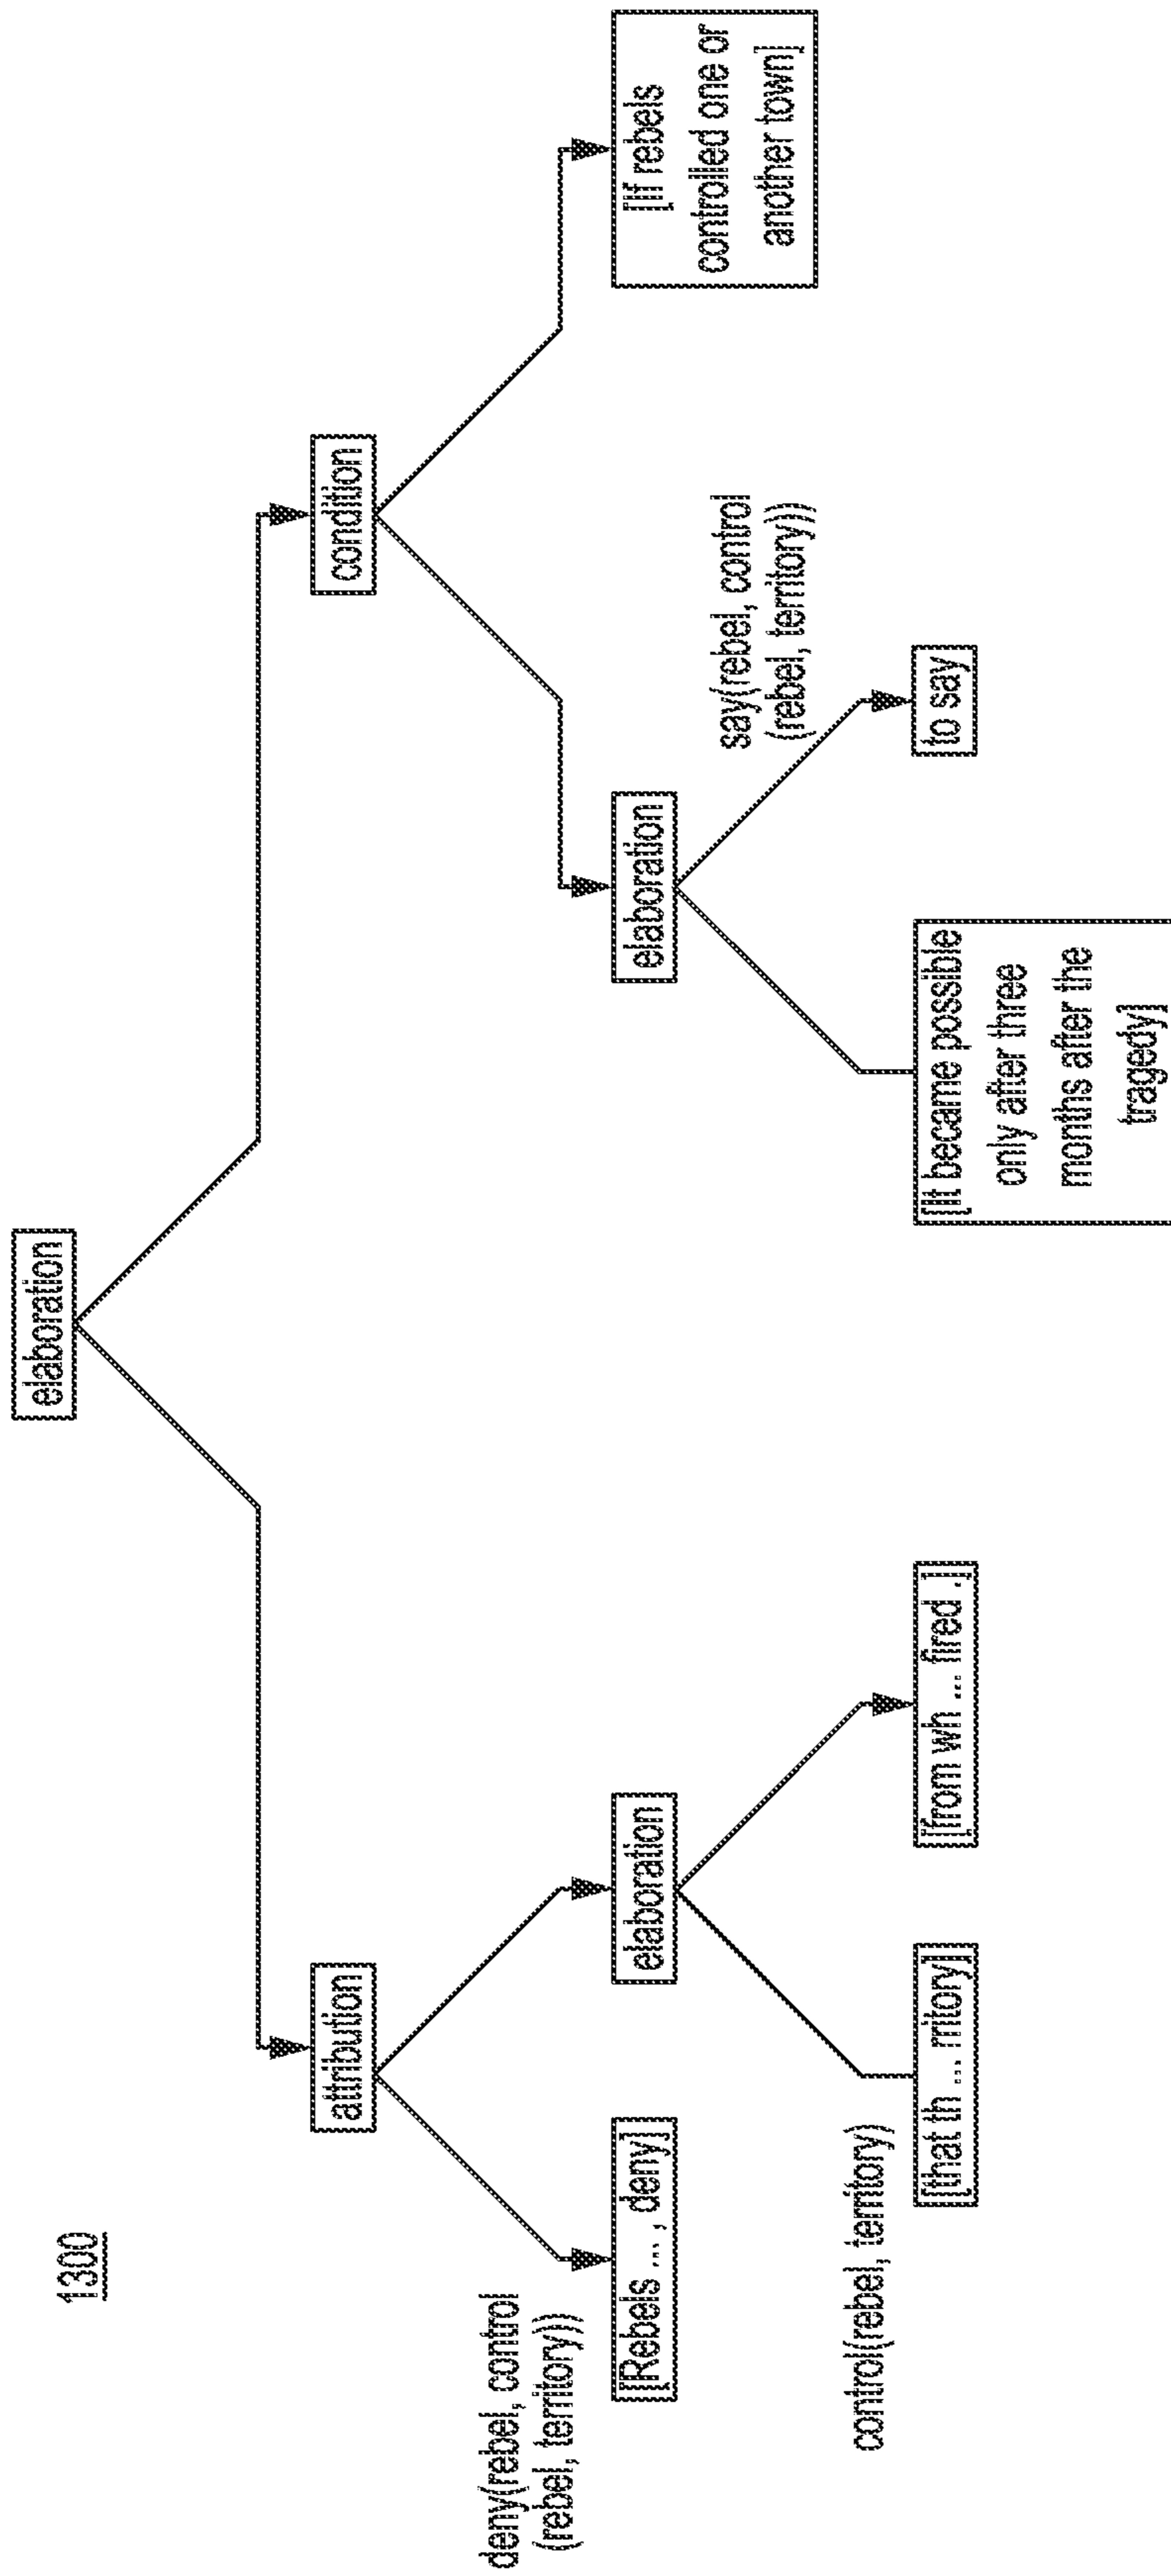 1300
elaboration
attribution
condition
deny(rebel, control
(rebel, territory))
[Rebels ... , deny]
elaboration
elaboration
say(rebel, control
(rebel, territory))
[If rebels
controlled one or
another town]
control(rebel, territory)
[that th ... rritory]
[from wh ... fired .]
[It became possible
only after three
months after the
tragedy]
to say